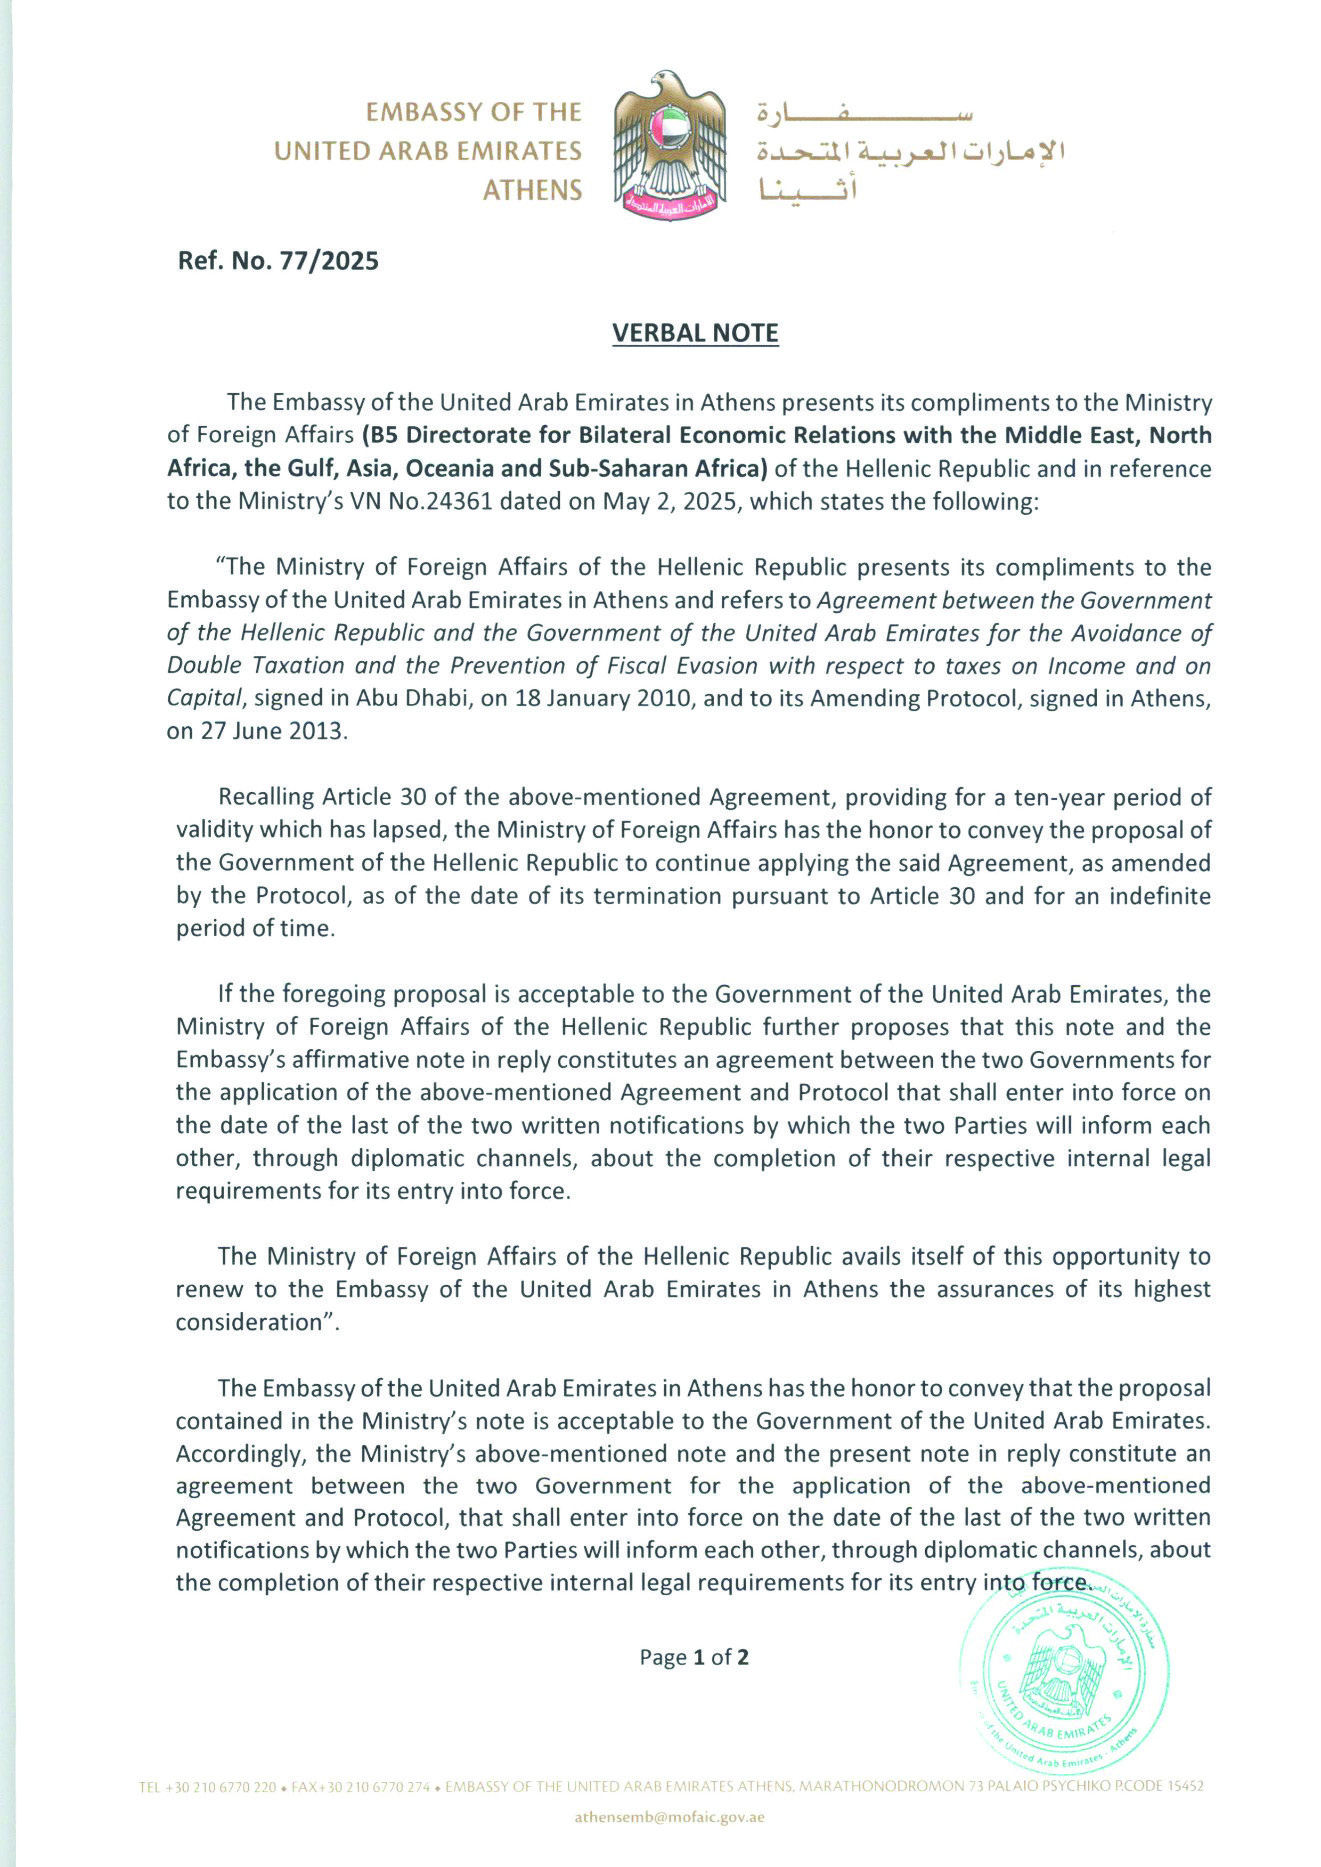 EMBASSY OF THE
UNITED ARAB EMIRATES
ATHENS
سفارة
الإمارات العربية المتحدة
أثينا
الإمارات العربية المتحدة
Ref. No. 77/2025
VERBAL NOTE
The Embassy of the United Arab Emirates in Athens presents its compliments to the Ministry
of Foreign Affairs (B5 Directorate for Bilateral Economic Relations with the Middle East, North
Africa, the Gulf, Asia, Oceania and Sub-Saharan Africa) of the Hellenic Republic and in reference
to the Ministry’s VN No.24361 dated on May 2, 2025, which states the following:
“The Ministry of Foreign Affairs of the Hellenic Republic presents its compliments to the
Embassy of the United Arab Emirates in Athens and refers to Agreement between the Government
of the Hellenic Republic and the Government of the United Arab Emirates for the Avoidance of
Double Taxation and the Prevention of Fiscal Evasion with respect to taxes on Income and on
Capital, signed in Abu Dhabi, on 18 January 2010, and to its Amending Protocol, signed in Athens,
on 27 June 2013.
Recalling Article 30 of the above-mentioned Agreement, providing for a ten-year period of
validity which has lapsed, the Ministry of Foreign Affairs has the honor to convey the proposal of
the Government of the Hellenic Republic to continue applying the said Agreement, as amended
by the Protocol, as of the date of its termination pursuant to Article 30 and for an indefinite
period of time.
If the foregoing proposal is acceptable to the Government of the United Arab Emirates, the
Ministry of Foreign Affairs of the Hellenic Republic further proposes that this note and the
Embassy’s affirmative note in reply constitutes an agreement between the two Governments for
the application of the above-mentioned Agreement and Protocol that shall enter into force on
the date of the last of the two written notifications by which the two Parties will inform each
other, through diplomatic channels, about the completion of their respective internal legal
requirements for its entry into force.
The Ministry of Foreign Affairs of the Hellenic Republic avails itself of this opportunity to
renew to the Embassy of the United Arab Emirates in Athens the assurances of its highest
consideration”.
The Embassy of the United Arab Emirates in Athens has the honor to convey that the proposal
contained in the Ministry’s note is acceptable to the Government of the United Arab Emirates.
Accordingly, the Ministry’s above-mentioned note and the present note in reply constitute an
agreement between the two Government for the application of the above-mentioned
Agreement and Protocol, that shall enter into force on the date of the last of the two written
notifications by which the two Parties will inform each other, through diplomatic channels, about
the completion of their respective internal legal requirements for its entry into force.
Page 1 of 2
سفارة الإمارات العربية
الإمارات العربية المتحدة
UNITED ARAB EMIRATES
of the United Arab Emirates - Athens
TEL +30 210 6770 220 ♦ FAX+30 210 6770 274 ♦ EMBASSY OF THE UNITED ARAB EMIRATES ATHENS, MARATHONODROMON 73 PALAIO PSYCHIKO P.CODE 15452
athensemb@mofaic.gov.ae